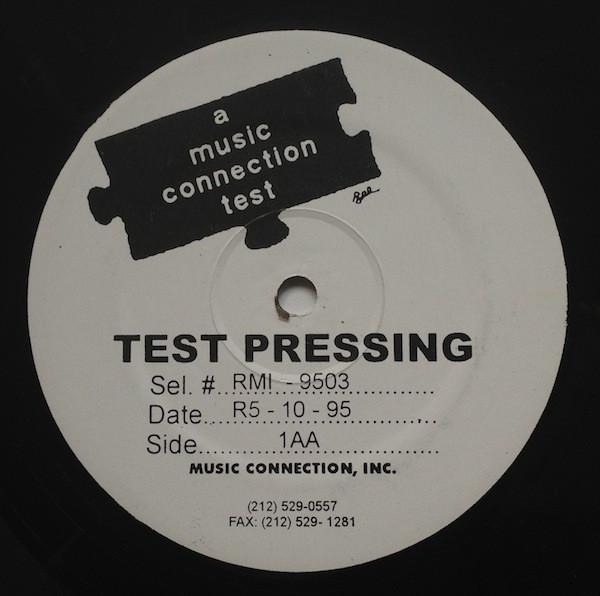 a
music
connection
test
TEST PRESSING
Sel. #..RMI - 9503..............
Date...R5 - 10 - 95..............
Side..........1AA..............
MUSIC CONNECTION, INC.
(212) 529-0557
FAX: (212) 529- 1281